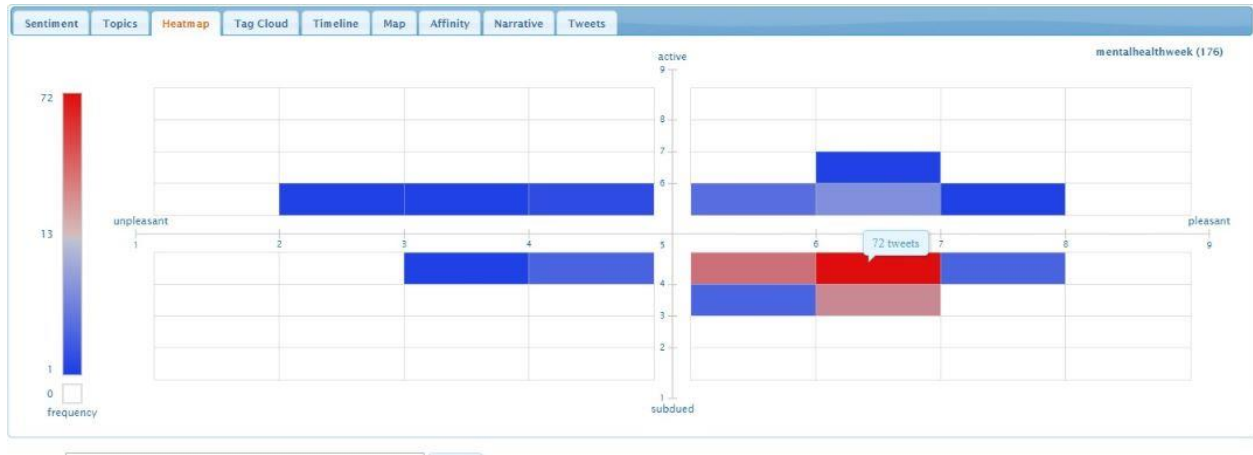 Sentiment Topics Heatmap Tag Cloud Timeline Map Affinity Narrative Tweets
mentalhealthweek (176)
active
9
8
7
6
unpleasant pleasant
1 2 3 4 5 6 72 tweets 7 8 9
4
3
2
1
subdued
72
13
1
0
frequency